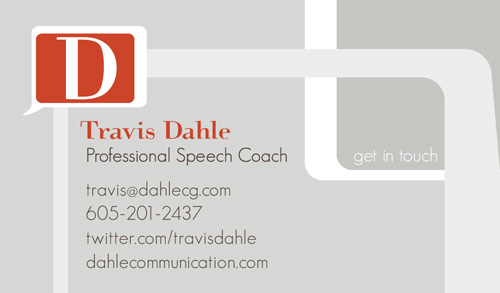 D
Travis Dahle
Professional Speech Coach
get in touch
travis@dahlecg.com
605-201-2437
twitter.com/travisdahle
dahlecommunication.com